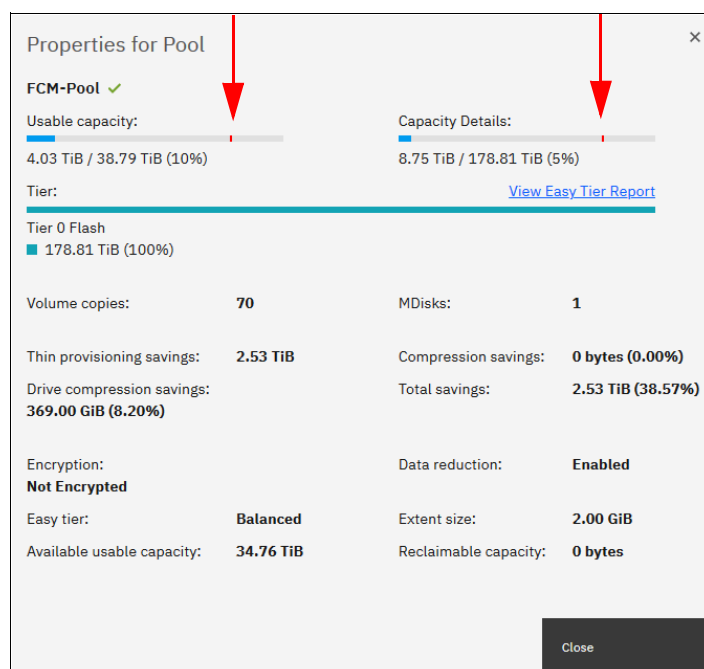 Properties for Pool
FCM-Pool
Usable capacity: Capacity Details:
4.03 TiB / 38.79 TiB (10%) 8.75 TiB / 178.81 TiB (5%)
Tier: View Easy Tier Report
Tier 0 Flash
178.81 TiB (100%)
Volume copies: 70 MDisks: 1
Thin provisioning savings: 2.53 TiB Compression savings: 0 bytes (0.00%)
Drive compression savings: Total savings: 2.53 TiB (38.57%)
369.00 GiB (8.20%)
Encryption: Data reduction: Enabled
Not Encrypted
Easy tier: Balanced Extent size: 2.00 GiB
Available usable capacity: 34.76 TiB Reclaimable capacity: 0 bytes
Close